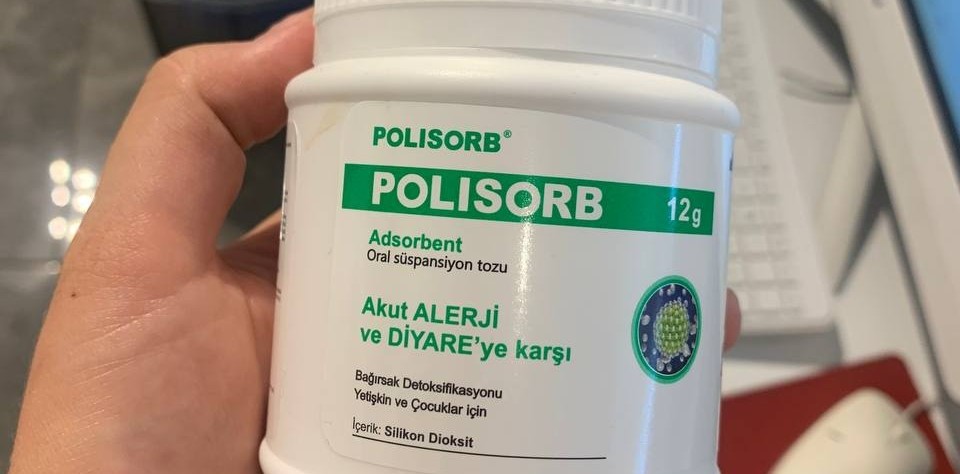 POLISORB®
POLISORB 12g
Adsorbent
Oral süspansiyon tozu
Akut ALERJİ
ve DİYARE'ye karşı
Bağırsak Detoksifikasyonu
Yetişkin ve Çocuklar için
İçerik: Silikon Dioksit